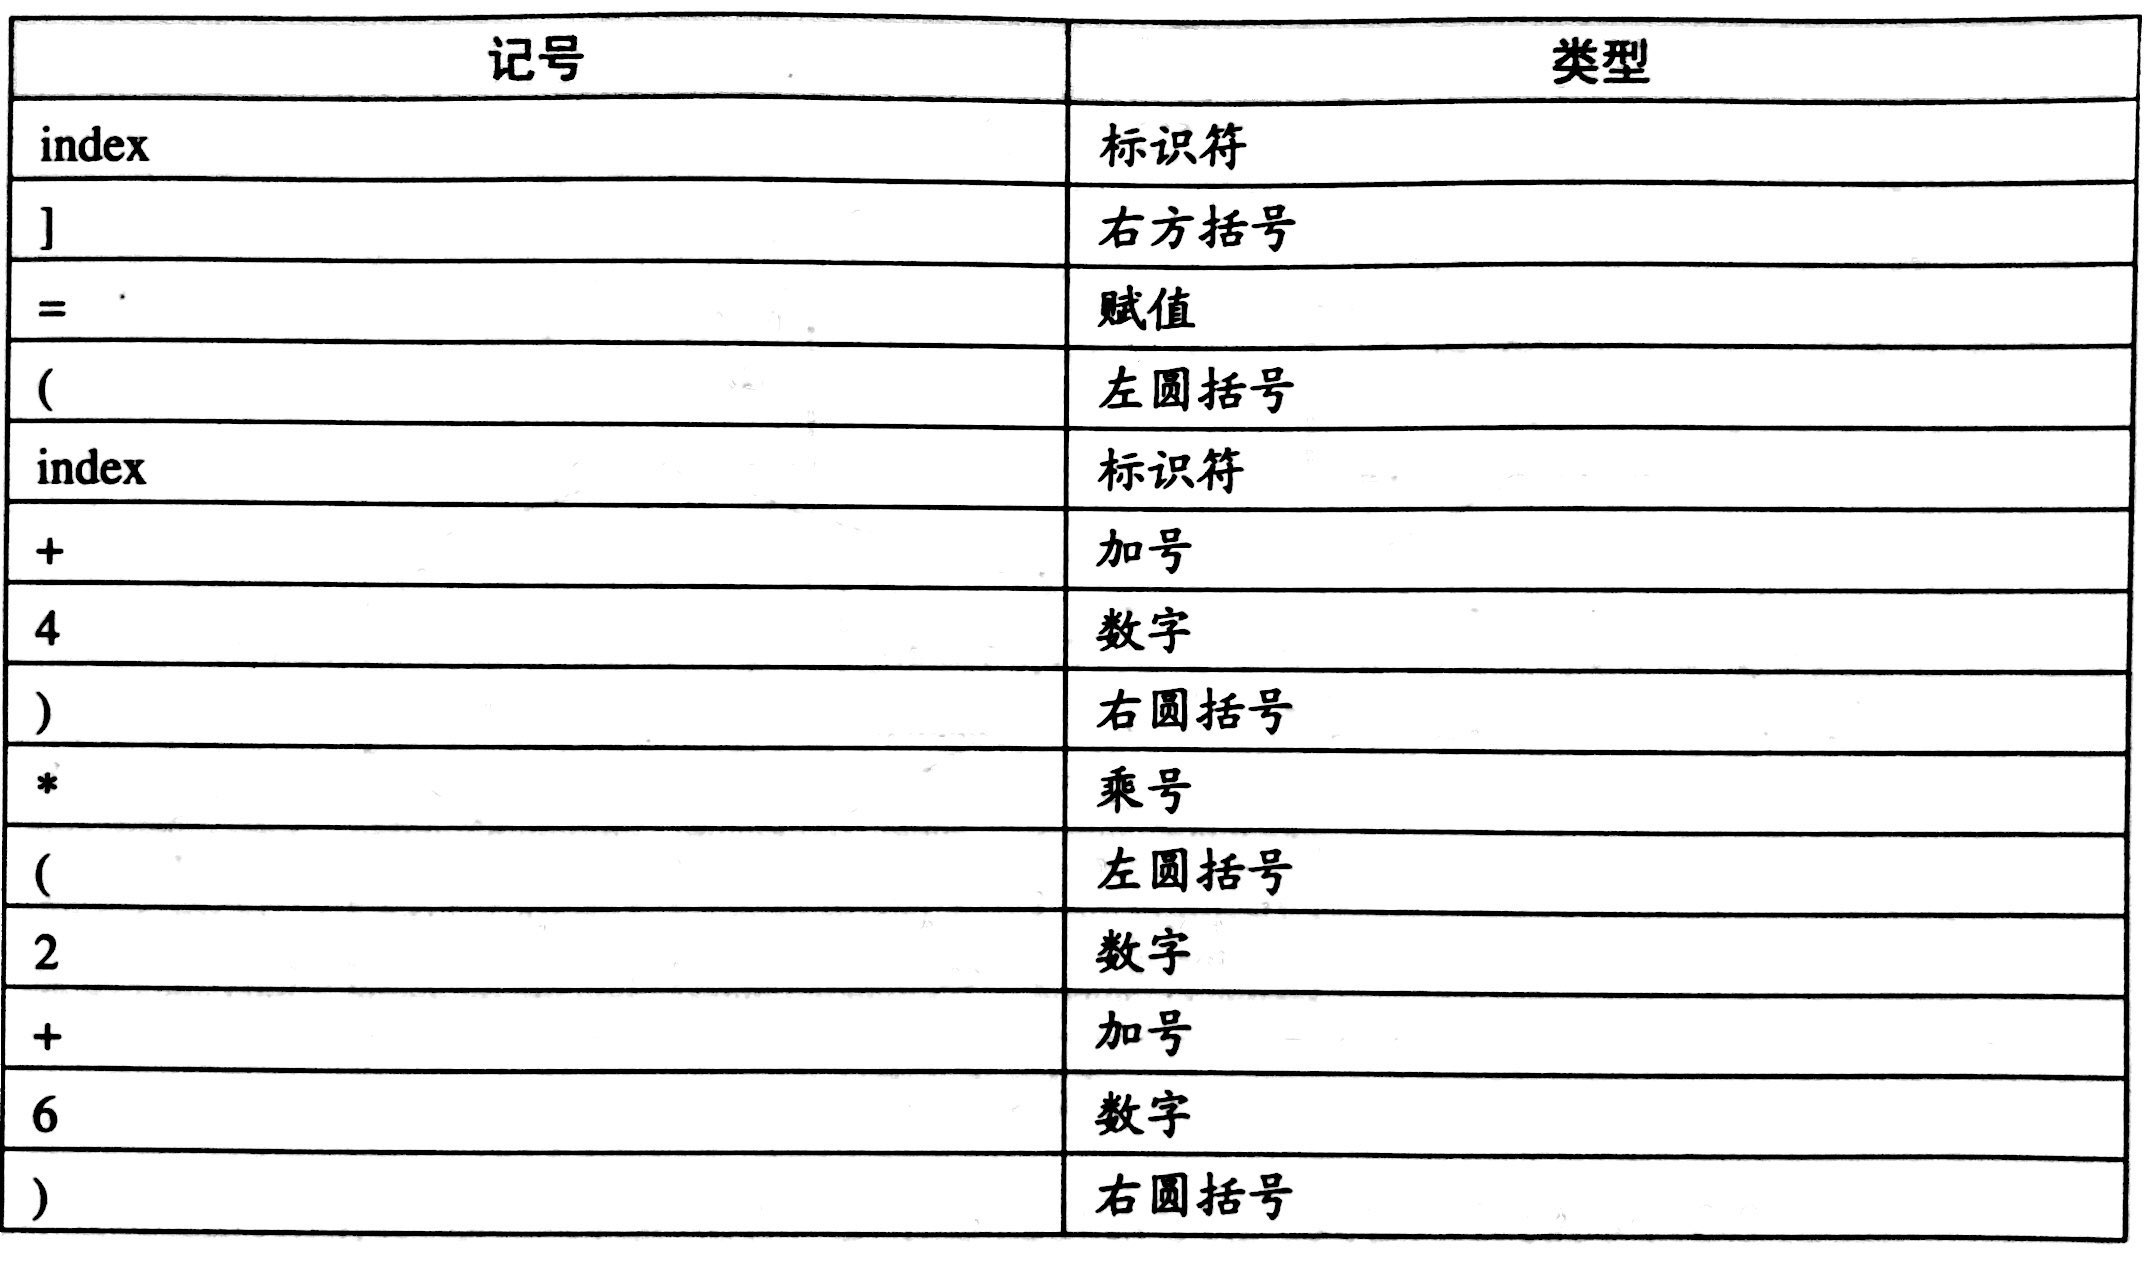 记号 类型
index 标识符
] 右方括号
= 赋值
( 左圆括号
index 标识符
+ 加号
4 数字
) 右圆括号
* 乘号
( 左圆括号
2 数字
+ 加号
6 数字
) 右圆括号